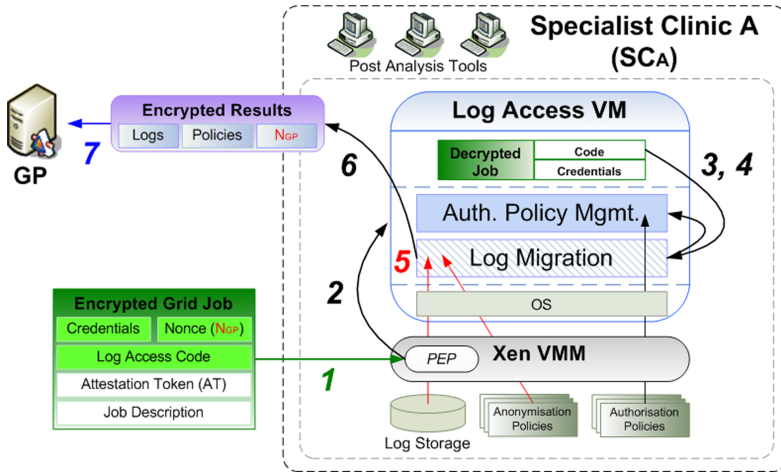 Specialist Clinic A
(SCA)
Post Analysis Tools
Encrypted Results
Logs
Policies
NGP
7
GP
6
Log Access VM
Decrypted
Job
Code
Credentials
3, 4
Auth. Policy Mgmt.
5
Log Migration
2
OS
Encrypted Grid Job
Credentials
Nonce (NGP)
Log Access Code
Attestation Token (AT)
Job Description
1
PEP
Xen VMM
Log Storage
Anonymisation
Policies
Authorisation
Policies